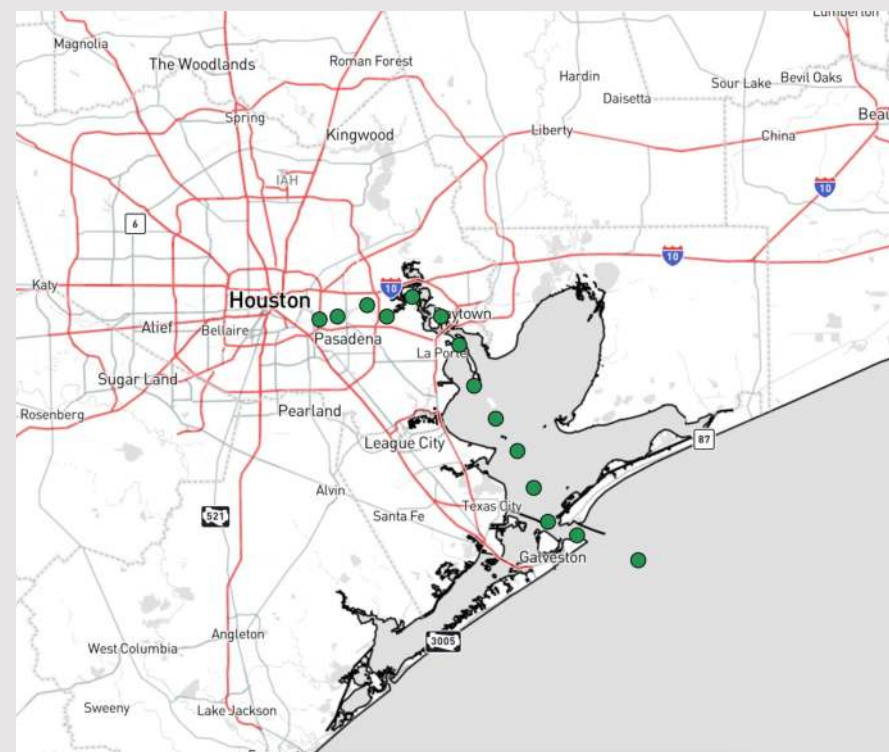 Lumberton
Magnolia
The Woodlands
Roman Forest
Hardin
Sour Lake
Bevil Oaks
Daisetta
Spring
Kingwood
Liberty
China
Beau
IAH
10
6
10
Katy
10
Houston
Baytown
Alief
Bellaire
Pasadena
La Porte
Sugar Land
Rosenberg
Pearland
87
League City
Alvin
521
Santa Fe
Texas City
Galveston
3005
Angleton
West Columbia
Sweeny
Lake Jackson